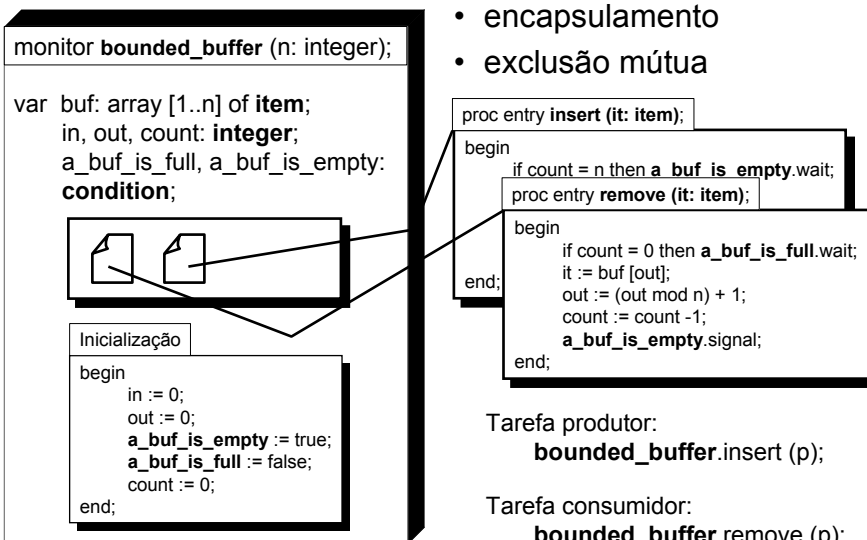 monitor bounded_buffer (n: integer);
var buf: array [1..n] of item;
in, out, count: integer;
a_buf_is_full, a_buf_is_empty:
condition;
Inicialização
begin
in := 0;
out := 0;
a_buf_is_empty := true;
a_buf_is_full := false;
count := 0;
end;
• encapsulamento
• exclusão mútua
proc entry insert (it: item);
begin
if count = n then a_buf_is_empty.wait;
end;
proc entry remove (it: item);
begin
if count = 0 then a_buf_is_full.wait;
it := buf [out];
out := (out mod n) + 1;
count := count -1;
a_buf_is_empty.signal;
end;
Tarefa produtor:
bounded_buffer.insert (p);
Tarefa consumidor:
bounded_buffer.remove (p);